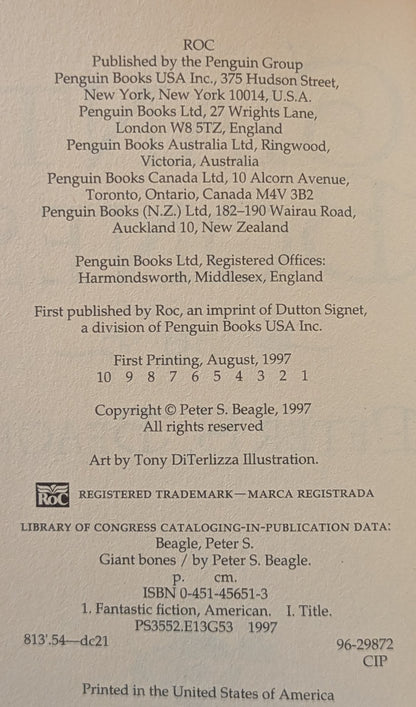 ROC
Published by the Penguin Group
Penguin Books USA Inc., 375 Hudson Street,
New York, New York 10014, U.S.A.
Penguin Books Ltd, 27 Wrights Lane,
London W8 5TZ, England
Penguin Books Australia Ltd, Ringwood,
Victoria, Australia
Penguin Books Canada Ltd, 10 Alcorn Avenue,
Toronto, Ontario, Canada M4V 3B2
Penguin Books (N.Z.) Ltd, 182–190 Wairau Road,
Auckland 10, New Zealand
Penguin Books Ltd, Registered Offices:
Harmondsworth, Middlesex, England
First published by Roc, an imprint of Dutton Signet,
a division of Penguin Books USA Inc.
First Printing, August, 1997
10 9 8 7 6 5 4 3 2 1
Copyright © Peter S. Beagle, 1997
All rights reserved
Art by Tony DiTerlizza Illustration.
ROC REGISTERED TRADEMARK—MARCA REGISTRADA
LIBRARY OF CONGRESS CATALOGING-IN-PUBLICATION DATA:
Beagle, Peter S.
Giant bones / by Peter S. Beagle.
p. cm.
ISBN 0-451-45651-3
1. Fantastic fiction, American. I. Title.
PS3552.E13G53 1997
813'.54—dc21 96-29872
CIP
Printed in the United States of America